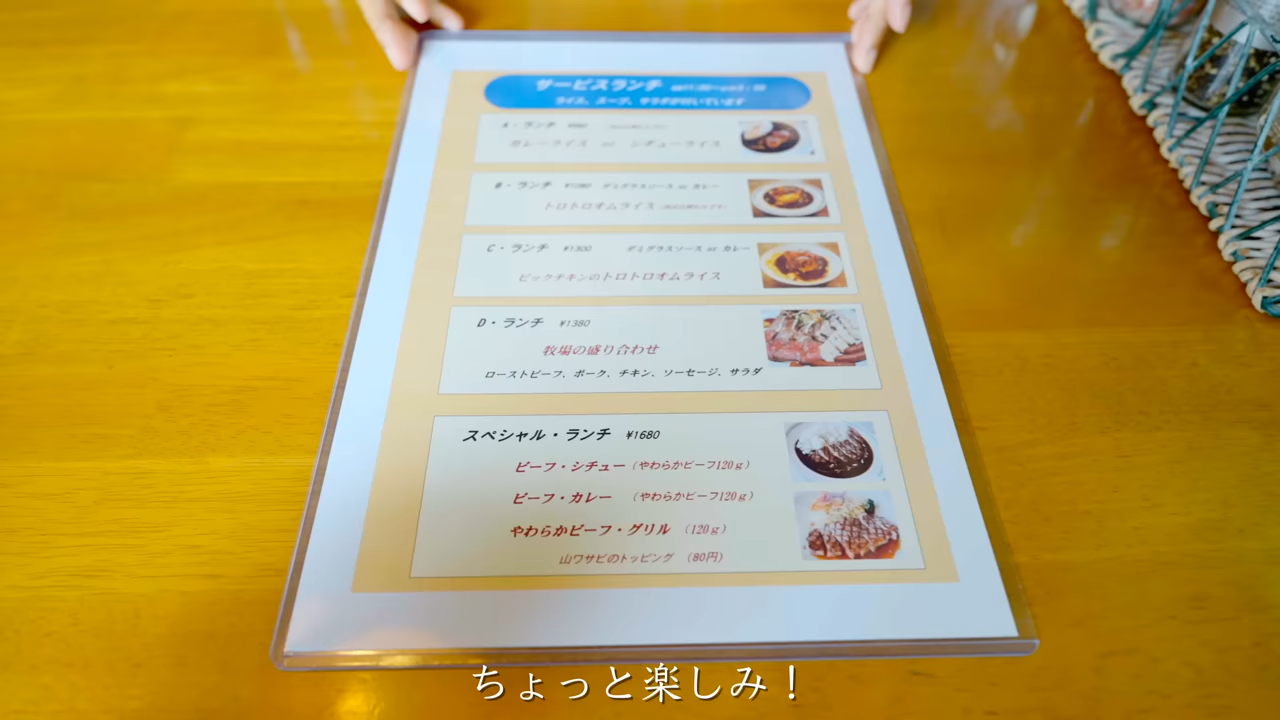 サービスランチ
ライス、スープ、サラダが付いています
A・ランチ
カレーライス or シチューライス
B・ランチ デミグラスソース or カレー
トロトロオムライス
C・ランチ ¥1300 デミグラスソース or カレー
ビックチキンのトロトロオムライス
D・ランチ ¥1380
牧場の盛り合わせ
ローストビーフ、ポーク、チキン、ソーセージ、サラダ
スペシャル・ランチ ¥1680
ビーフ・シチュー（やわらかビーフ120ｇ）
ビーフ・カレー （やわらかビーフ120ｇ）
やわらかビーフ・グリル （120ｇ）
山ワサビのトッピング （80円）
ちょっと楽しみ！